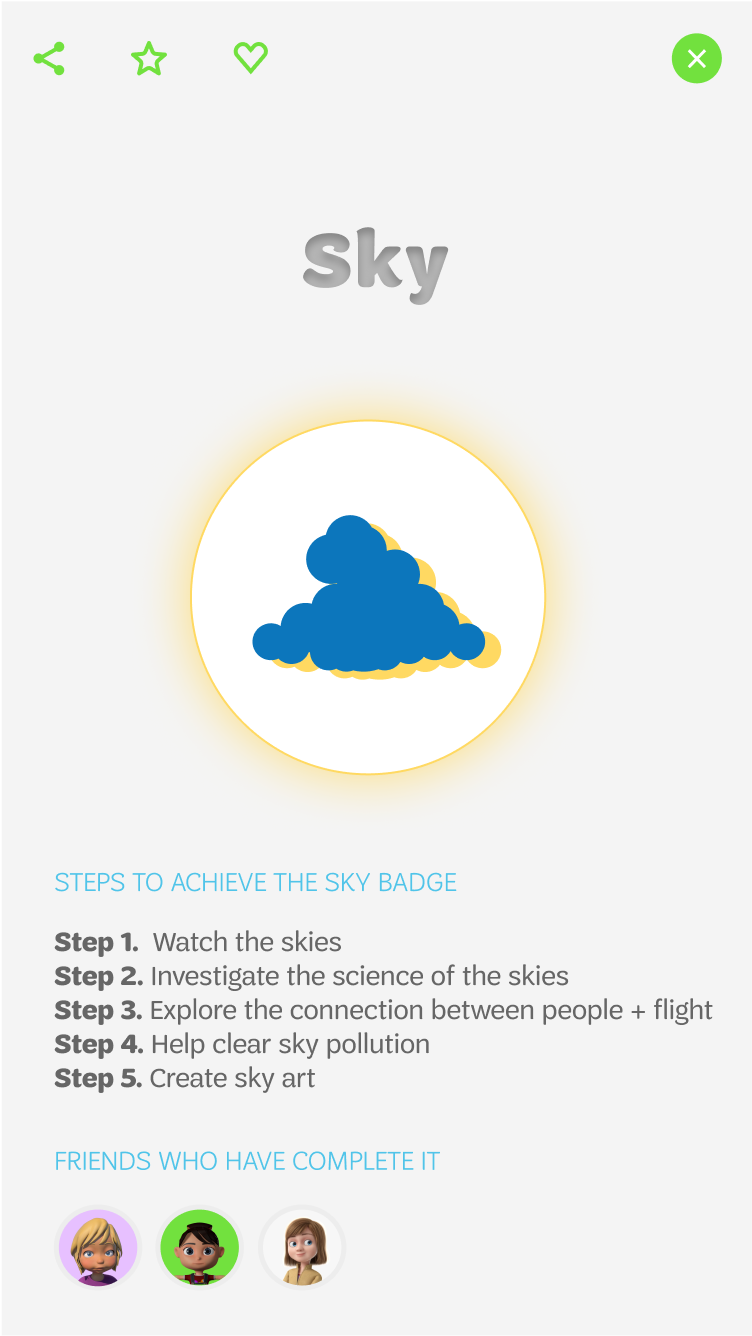 Sky
STEPS TO ACHIEVE THE SKY BADGE
Step 1. Watch the skies
Step 2. Investigate the science of the skies
Step 3. Explore the connection between people + flight
Step 4. Help clear sky pollution
Step 5. Create sky art
FRIENDS WHO HAVE COMPLETE IT